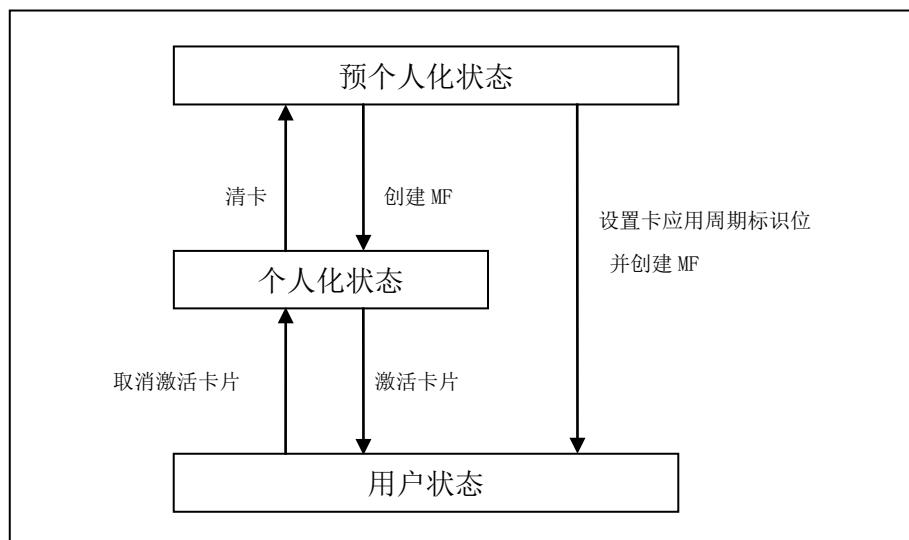 预个人化状态
清卡
创建 MF
设置卡应用周期标识位
并创建 MF
个人化状态
取消激活卡片
激活卡片
用户状态